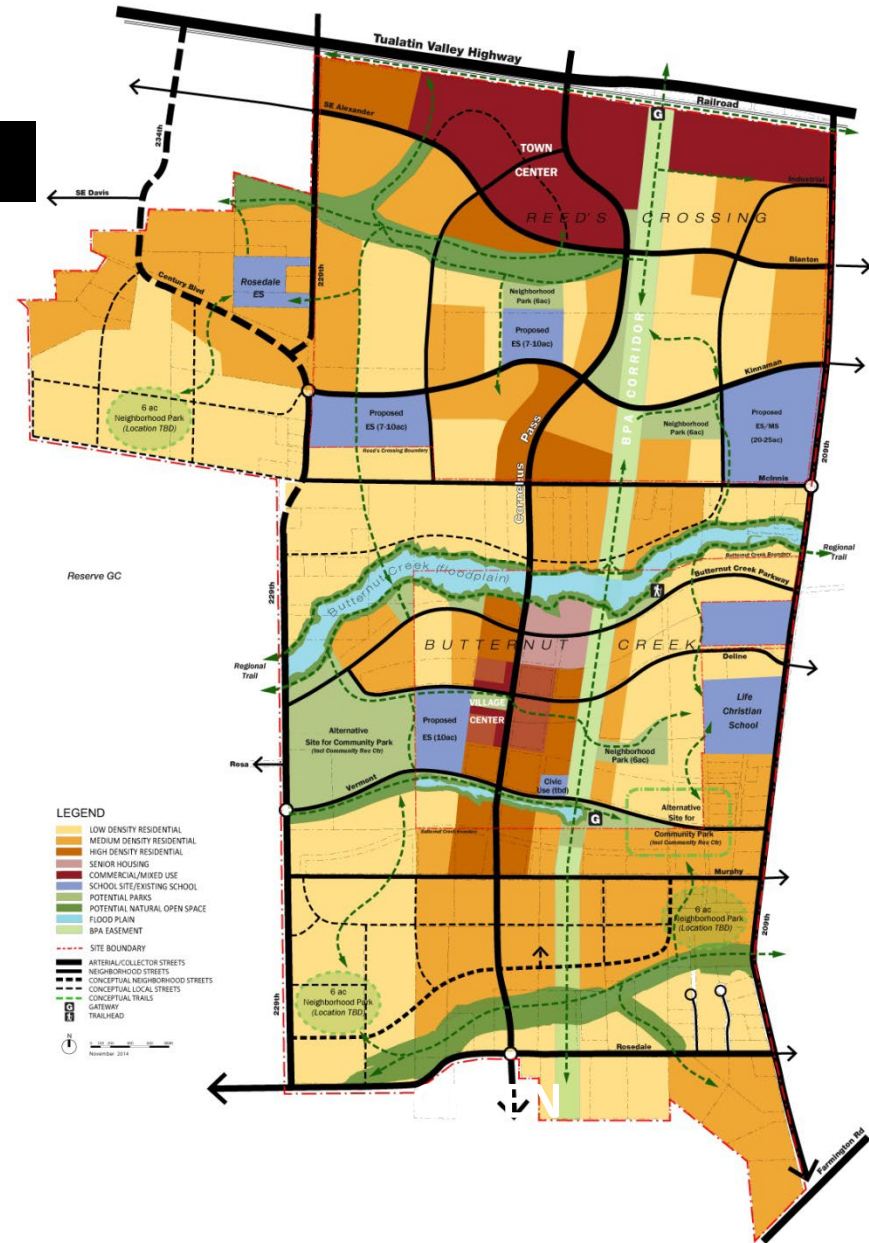 Tualatin Valley Highway
Railroad
234th
SE Alexander
G
TOWN
CENTER
Industrial
SE Davis
REED'S CROSSING
Rosedale
ES
229th
Century Blvd
Blanton
Neighborhood
Park (6ac)
Proposed
ES (7-10ac)
BPA CORRIDOR
Kinnaman
6 ac
Neighborhood Park
(Location TBD)
Proposed
ES (7-10ac)
Reed's Crossing Boundary
Cornelius Pass
Neighborhood
Park (6ac)
Proposed
ES/MS
(20-25ac)
McInnis
209th
Reserve GC
229th
Butternut Creek (floodplain)
Butternut Creek Boundary
Regional
Trail
Butternut Creek Parkway
BUTTERNUT CREEK
Deline
Regional
Trail
Alternative
Site for Community Park
(Incl Community Rec Ctr)
Proposed
ES (10ac)
VILLAGE
CENTER
Life
Christian
School
Neighborhood
Park (6ac)
Rosa
Vermont
Civic
Use (tbd)
G
Alternative
Site for
Community Park
(Incl Community Rec Ctr)
Butternut Creek Boundary
Murphy
6 ac
Neighborhood Park
(Location TBD)
209th
6 ac
Neighborhood Park
(Location TBD)
229th
Rosedale
EN
Farmington Rd
LEGEND
LOW DENSITY RESIDENTIAL
MEDIUM DENSITY RESIDENTIAL
HIGH DENSITY RESIDENTIAL
SENIOR HOUSING
COMMERCIAL/MIXED USE
SCHOOL SITE/EXISTING SCHOOL
POTENTIAL PARKS
POTENTIAL NATURAL OPEN SPACE
FLOOD PLAIN
BPA EASEMENT
SITE BOUNDARY
ARTERIAL/COLLECTOR STREETS
NEIGHBORHOOD STREETS
CONCEPTUAL NEIGHBORHOOD STREETS
CONCEPTUAL LOCAL STREETS
CONCEPTUAL TRAILS
G GATEWAY
TRAILHEAD
N
November 2014